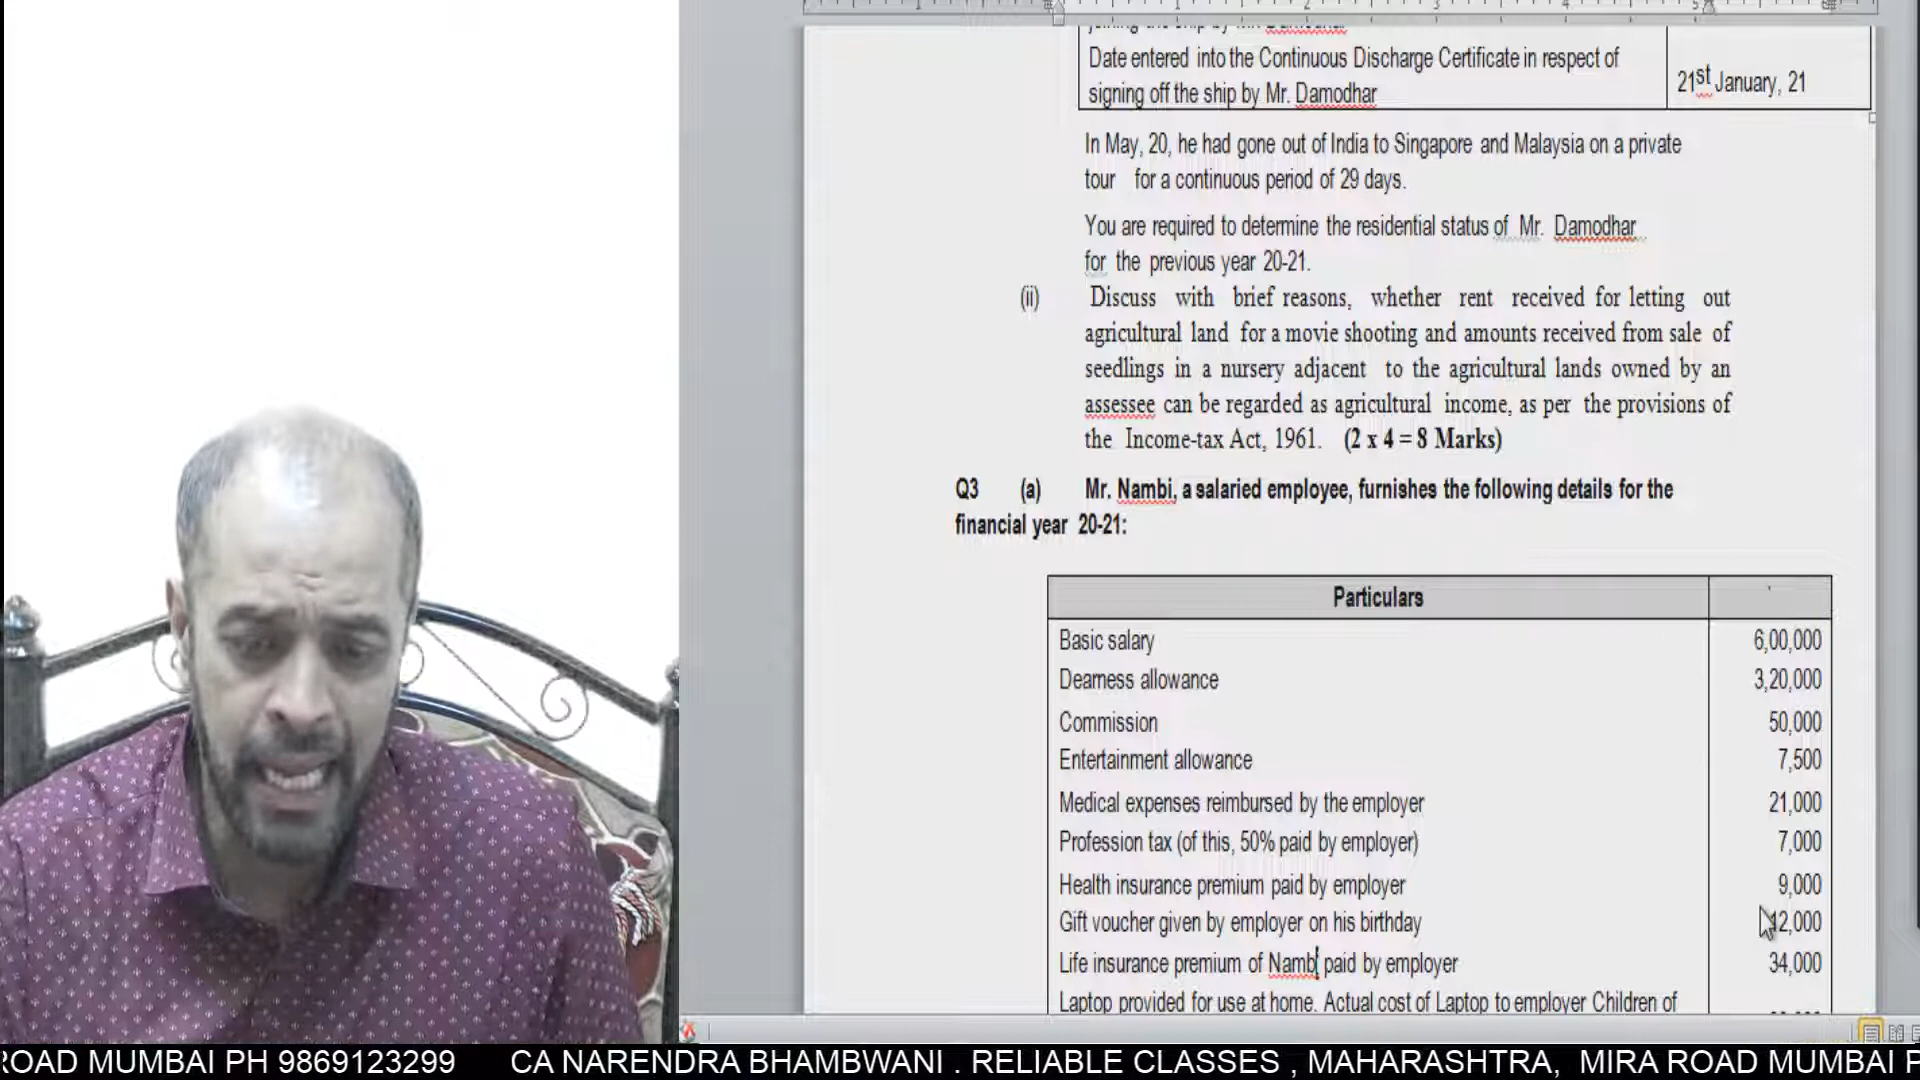 Date entered into the Continuous Discharge Certificate in respect of
signing off the ship by Mr. Damodhar
21st January, 21
In May, 20, he had gone out of India to Singapore and Malaysia on a private
tour for a continuous period of 29 days.
You are required to determine the residential status of Mr. Damodhar
for the previous year 20-21.
(ii) Discuss with brief reasons, whether rent received for letting out
agricultural land for a movie shooting and amounts received from sale of
seedlings in a nursery adjacent to the agricultural lands owned by an
assessee can be regarded as agricultural income, as per the provisions of
the Income-tax Act, 1961. (2 x 4 = 8 Marks)
Q3 (a) Mr. Nambi, a salaried employee, furnishes the following details for the
financial year 20-21:
Particulars
Basic salary 6,00,000
Dearness allowance 3,20,000
Commission 50,000
Entertainment allowance 7,500
Medical expenses reimbursed by the employer 21,000
Profession tax (of this, 50% paid by employer) 7,000
Health insurance premium paid by employer 9,000
Gift voucher given by employer on his birthday 12,000
Life insurance premium of Nambi paid by employer 34,000
Laptop provided for use at home. Actual cost of Laptop to employer Children of
ROAD MUMBAI PH 9869123299 CA NARENDRA BHAMBWANI . RELIABLE CLASSES , MAHARASHTRA, MIRA ROAD MUMBAI P